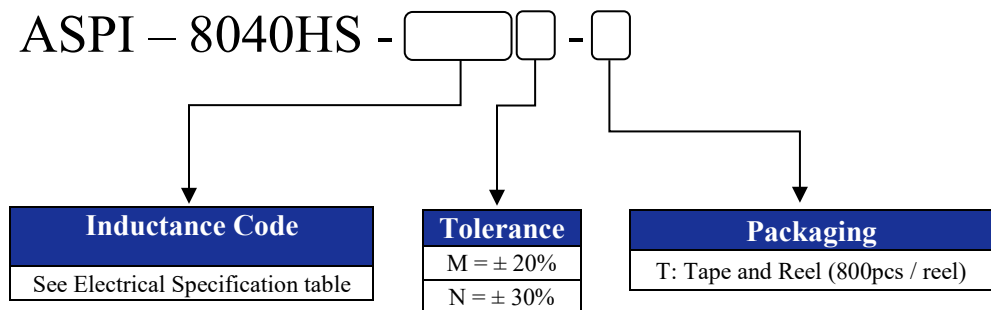 ASPI – 8040HS - -
Inductance Code
See Electrical Specification table
Tolerance
M = ± 20%
N = ± 30%
Packaging
T: Tape and Reel (800pcs / reel)